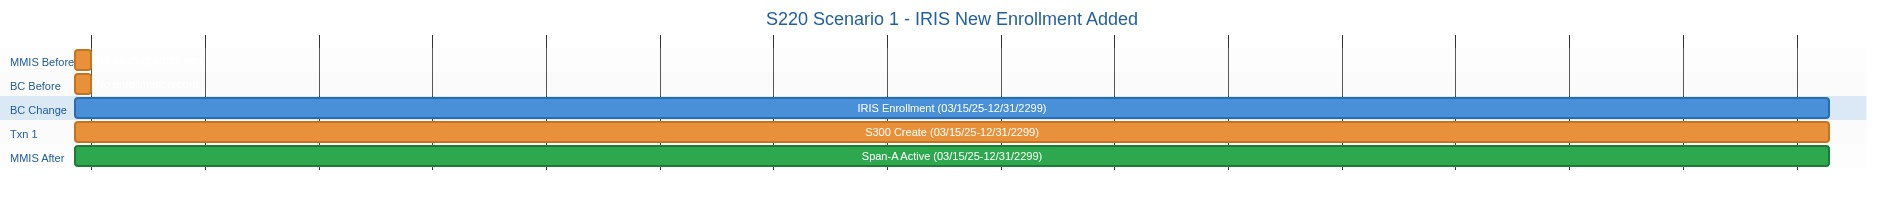 S220 Scenario 1 - IRIS New Enrollment Added
MMIS Before
BC Before
BC Change
IRIS Enrollment (03/15/25-12/31/2299)
Txn 1
S300 Create (03/15/25-12/31/2299)
MMIS After
Span-A Active (03/15/25-12/31/2299)